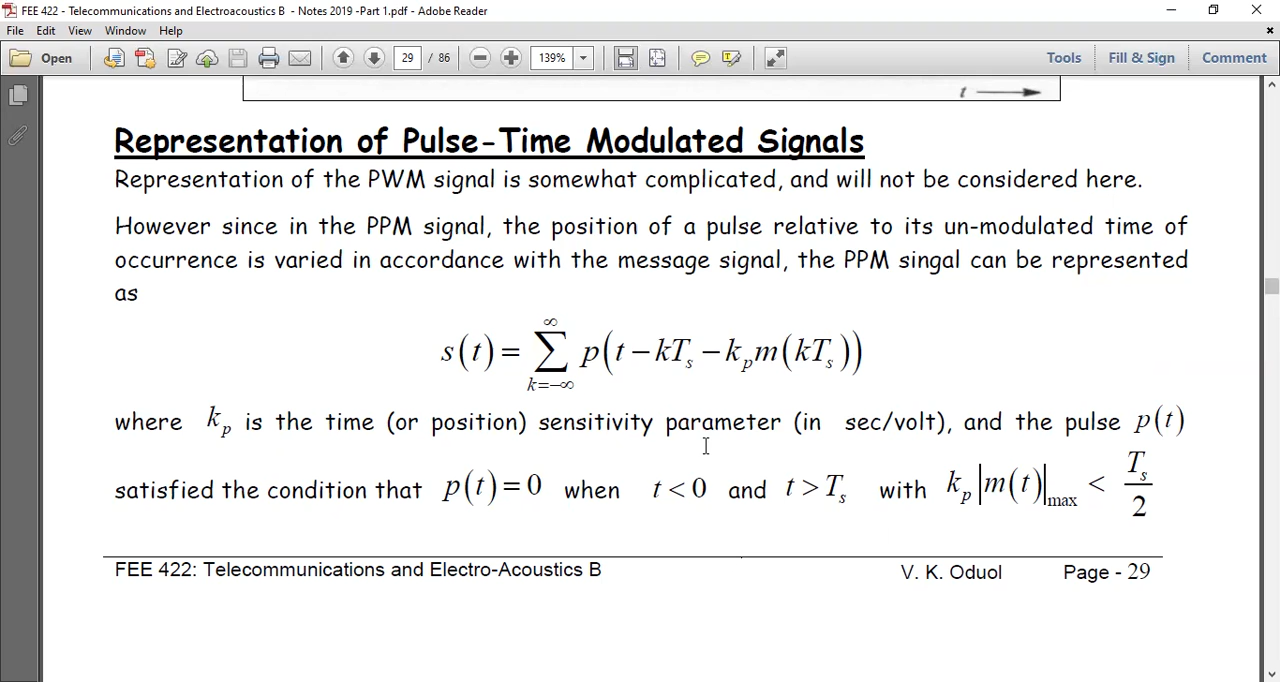 FEE 422 - Telecommunications and Electroacoustics B - Notes 2019 -Part 1.pdf - Adobe Reader
File Edit View Window Help
Open 29 / 86 139% Tools Fill & Sign Comment
t
Representation of Pulse-Time Modulated Signals
Representation of the PWM signal is somewhat complicated, and will not be considered here.
However since in the PPM signal, the position of a pulse relative to its un-modulated time of
occurrence is varied in accordance with the message signal, the PPM singal can be represented
as
s(t) = ∑_{k=-∞}^{∞} p(t − kT_s − k_p m(kT_s))
where k_p is the time (or position) sensitivity parameter (in sec/volt), and the pulse p(t)
satisfied the condition that p(t) = 0 when t < 0 and t > T_s with k_p |m(t)|_max < T_s/2
FEE 422: Telecommunications and Electro-Acoustics B V. K. Oduol Page - 29